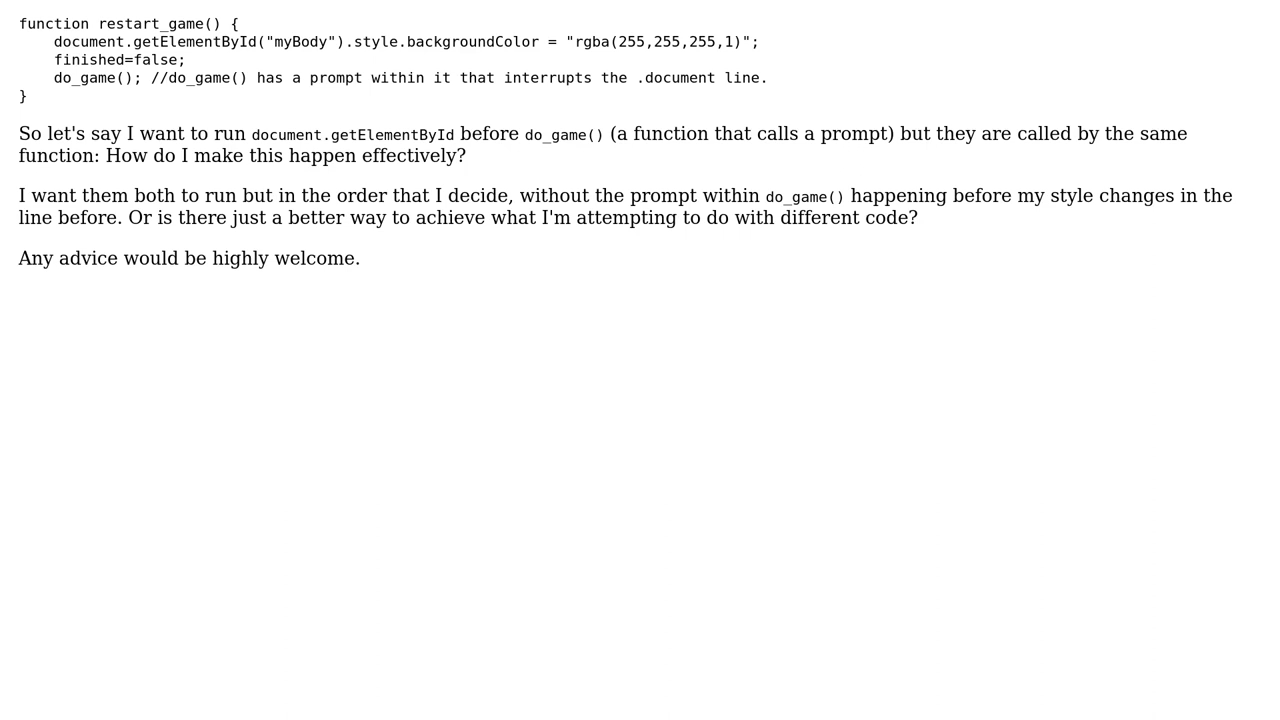 function restart_game() {
    document.getElementById("myBody").style.backgroundColor = "rgba(255,255,255,1)";
    finished=false;
    do_game(); //do_game() has a prompt within it that interrupts the .document line.
}
So let's say I want to run document.getElementById before do_game() (a function that calls a prompt) but they are called by the same
function: How do I make this happen effectively?
I want them both to run but in the order that I decide, without the prompt within do_game() happening before my style changes in the
line before. Or is there just a better way to achieve what I'm attempting to do with different code?
Any advice would be highly welcome.